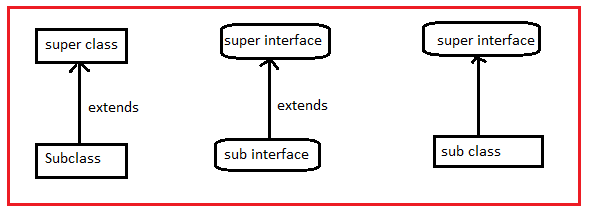 super class
super interface
super interface
extends
extends
Subclass
sub interface
sub class